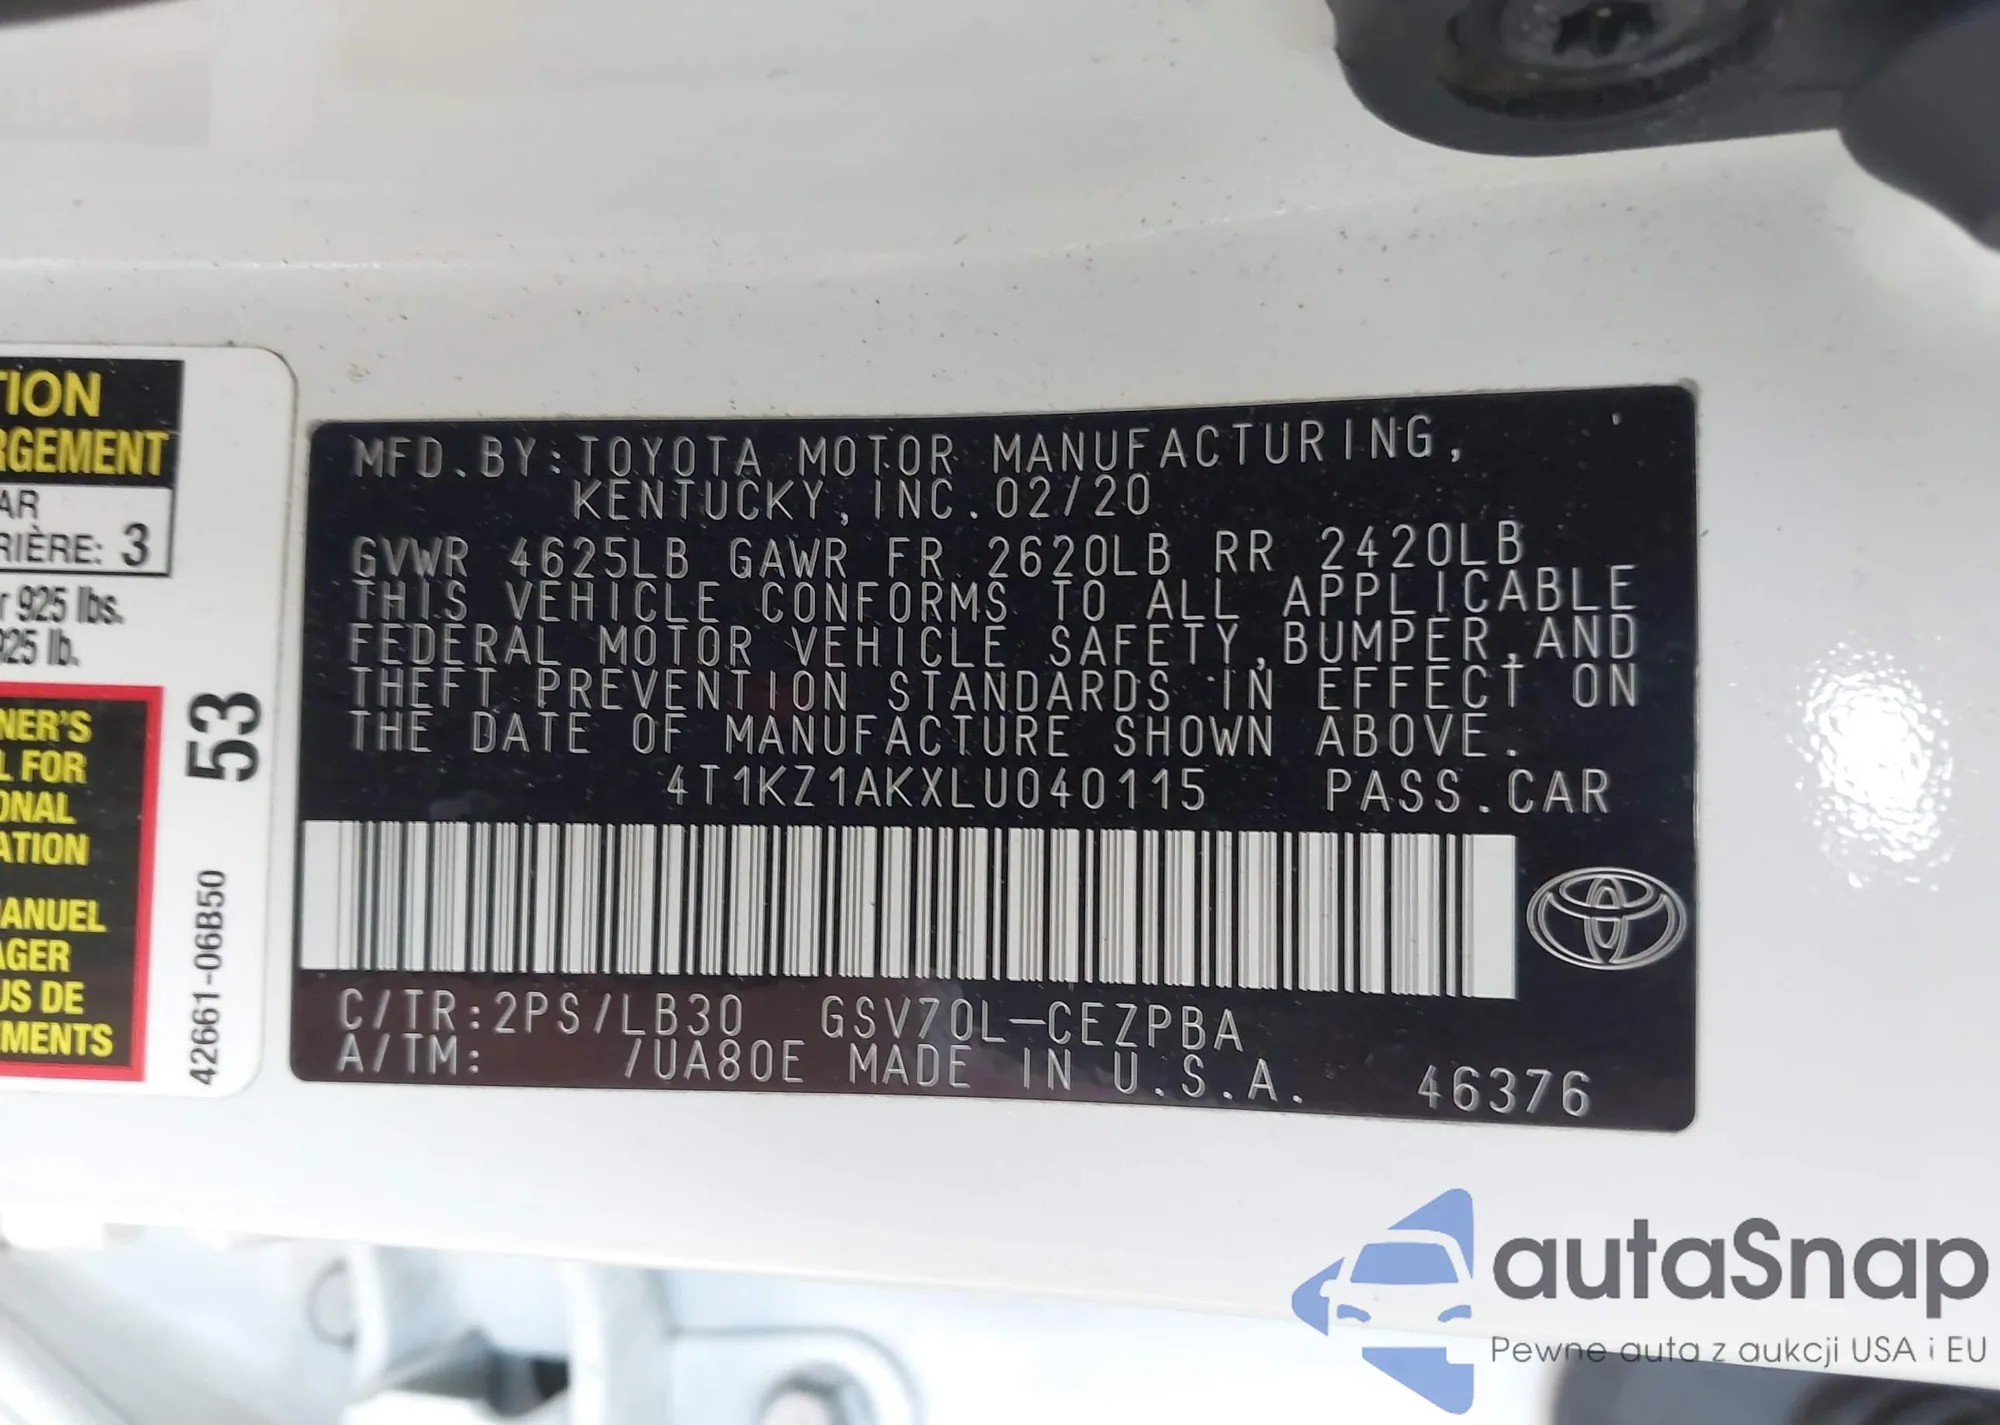 TION
RGEMENT
AR
RIÈRE: 3
925 lbs.
925 lb.
NER'S
L FOR
ONAL
ATION
MANUEL
AGER
US DE
MENTS
53
42661-06B50
MFD.BY:TOYOTA MOTOR MANUFACTURING,
KENTUCKY, INC.02/20
GVWR 4625LB GAWR FR 2620LB RR 2420LB
THIS VEHICLE CONFORMS TO ALL APPLICABLE
FEDERAL MOTOR VEHICLE SAFETY,BUMPER,AND
THEFT PREVENTION STANDARDS IN EFFECT ON
THE DATE OF MANUFACTURE SHOWN ABOVE.
4T1KZ1AKXLU040115 PASS.CAR
C/TR:2PS/LB30 GSV70L-CEZPBA
A/TM: /UA80E MADE IN U.S.A. 46376
autaSnap
Pewne auta z aukcji USA i EU